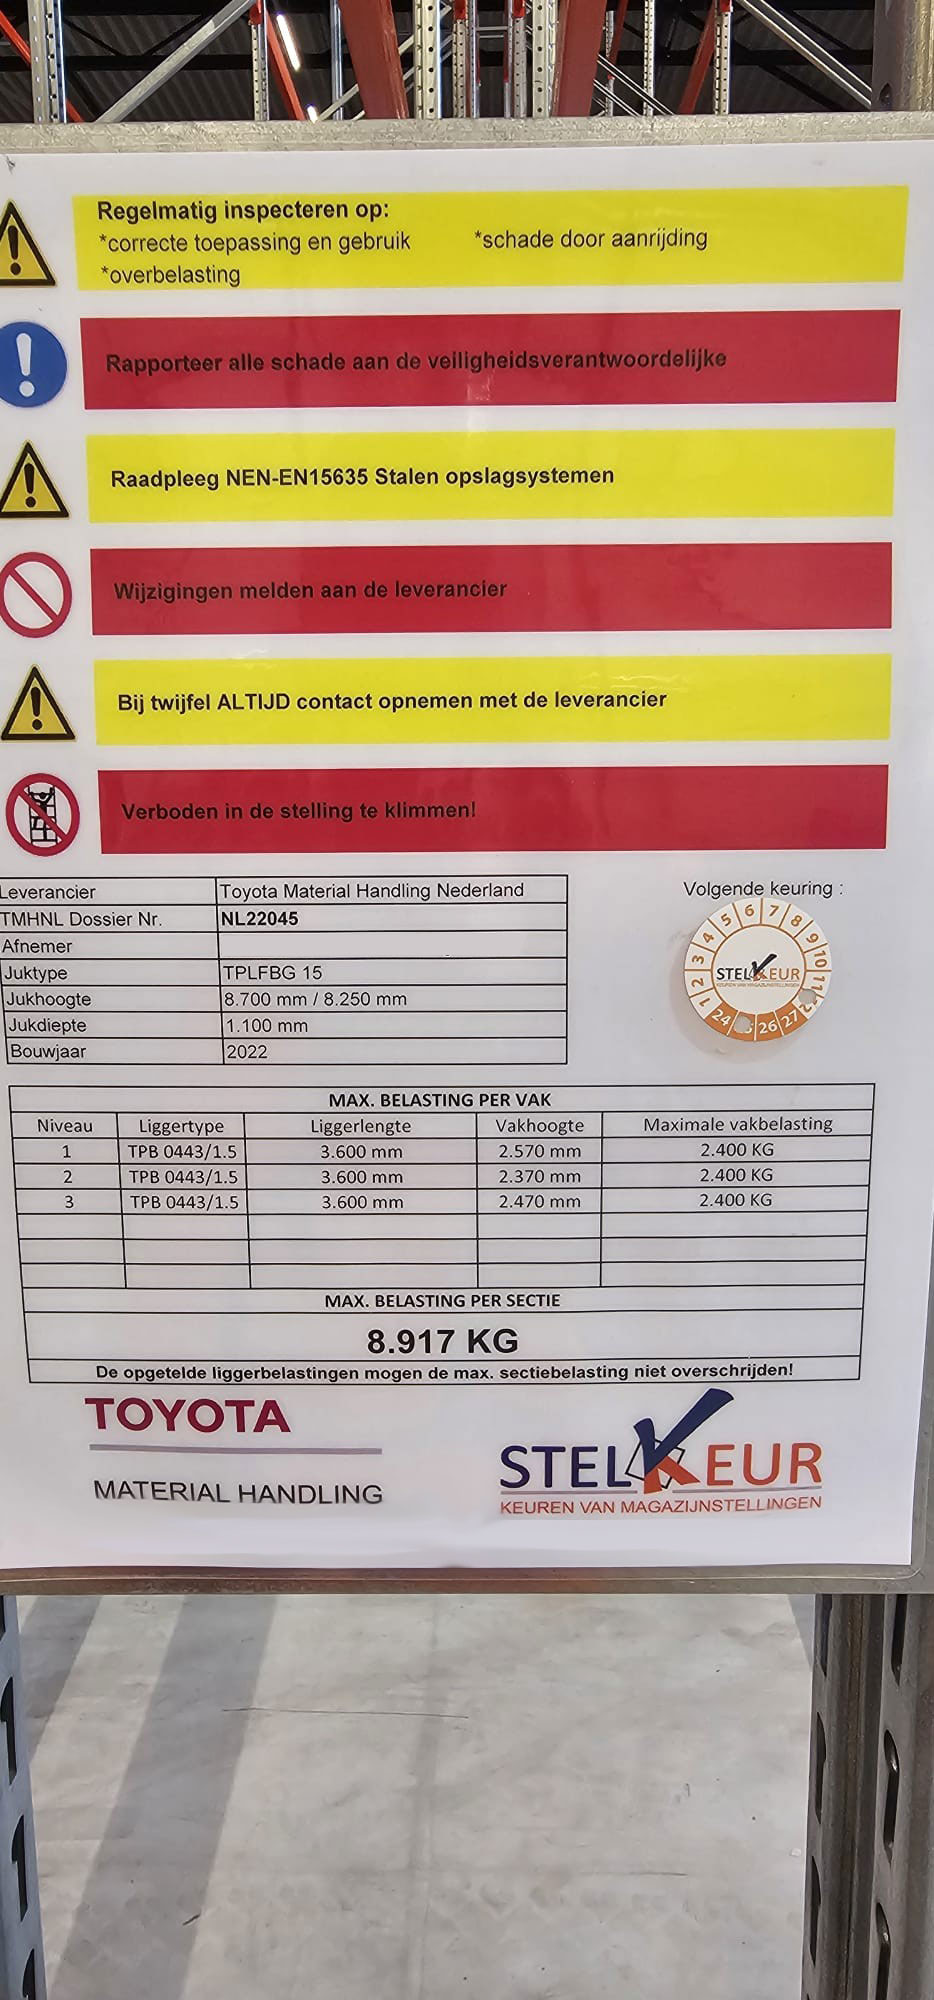 Regelmatig inspecteren op:
*correcte toepassing en gebruik *schade door aanrijding
*overbelasting
Rapporteer alle schade aan de veiligheidsverantwoordelijke
Raadpleeg NEN-EN15635 Stalen opslagsystemen
Wijzigingen melden aan de leverancier
Bij twijfel ALTIJD contact opnemen met de leverancier
Verboden in de stelling te klimmen!
Leverancier Toyota Material Handling Nederland
TMHNL Dossier Nr. NL22045
Afnemer
Juktype TPLFBG 15
Jukhoogte 8.700 mm / 8.250 mm
Jukdiepte 1.100 mm
Bouwjaar 2022
Volgende keuring :
1 2 3 4 5 6 7 8 9 10 11
STELKEUR
KEUREN VAN MAGAZIJNSTELLINGEN
24 26 27
MAX. BELASTING PER VAK
Niveau Liggertype Liggerlengte Vakhoogte Maximale vakbelasting
1 TPB 0443/1.5 3.600 mm 2.570 mm 2.400 KG
2 TPB 0443/1.5 3.600 mm 2.370 mm 2.400 KG
3 TPB 0443/1.5 3.600 mm 2.470 mm 2.400 KG
MAX. BELASTING PER SECTIE
8.917 KG
De opgetelde liggerbelastingen mogen de max. sectiebelasting niet overschrijden!
TOYOTA
MATERIAL HANDLING
STELKEUR
KEUREN VAN MAGAZIJNSTELLINGEN